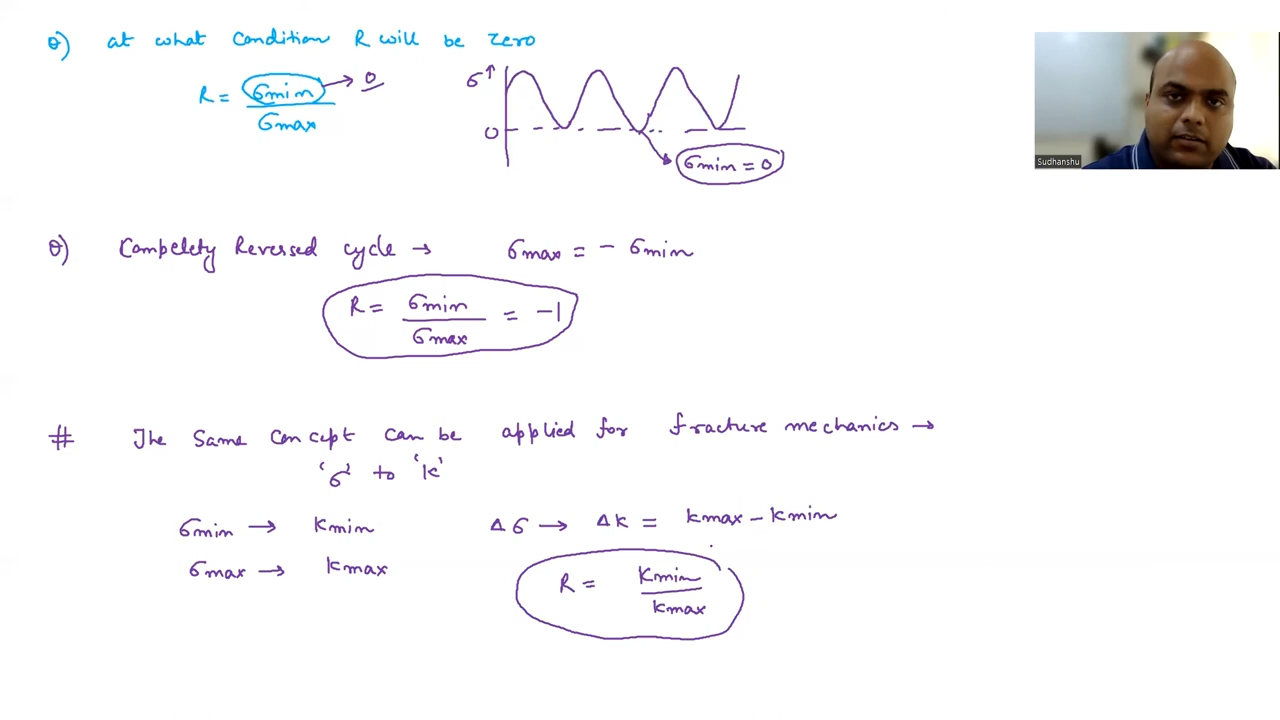 Q) at what condition R will be zero
R = σmin / σmax → 0
σ↑
0
σmin = 0
Sudhanshu
Q) Compelety Reversed cycle → σmax = - σmin
R = σmin / σmax = -1
# The same concept can be applied for fracture mechanics →
'σ' to 'k'
σmin → kmin Δσ → Δk = kmax - kmin
σmax → kmax
R = kmin / kmax